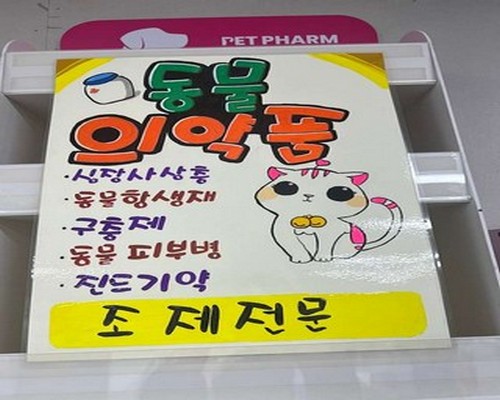 PET PHARM
동물
의약품
·심장사상충
·동물항생제
·구충제
·동물 피부병
·진드기약
조제전문